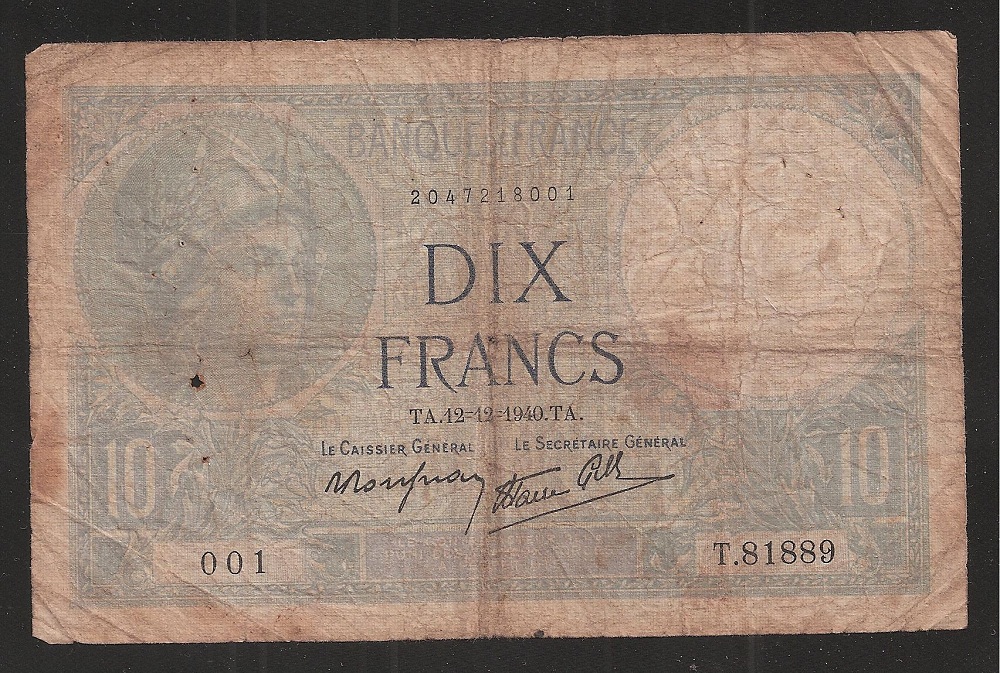 BANQUE DE FRANCE
2047218001
DIX
FRANCS
TA.12=12=1940.TA.
LE CAISSIER GÉNÉRAL LE SECRÉTAIRE GÉNÉRAL
10 10
001 T.81889